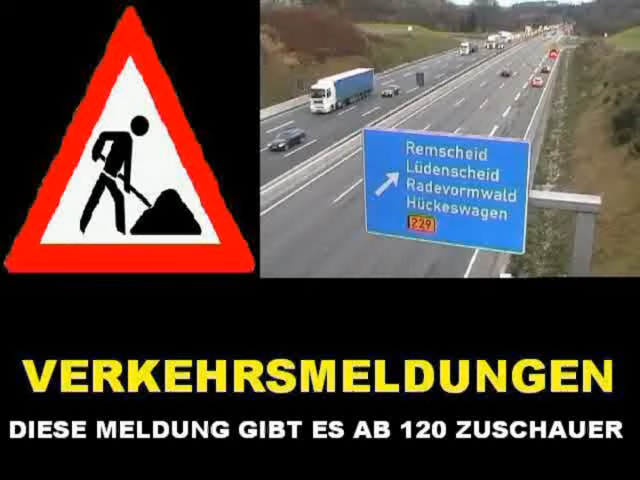 Remscheid
Lüdenscheid
Radevormwald
Hückeswagen
229
VERKEHRSMELDUNGEN
DIESE MELDUNG GIBT ES AB 120 ZUSCHAUER